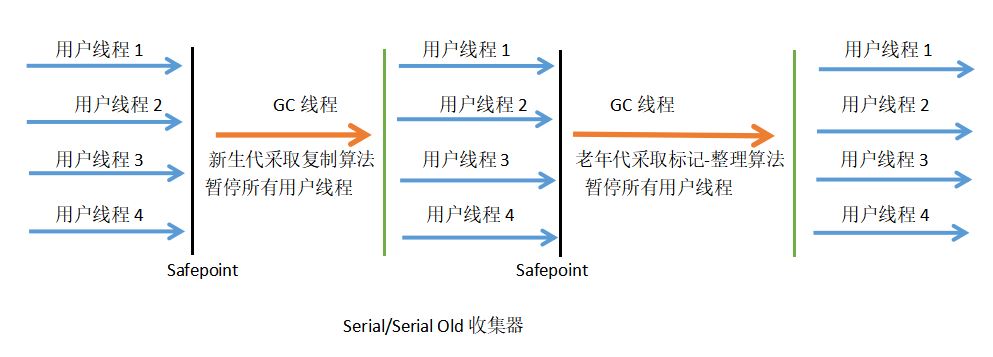 用户线程 1
用户线程 2
用户线程 3
用户线程 4
Safepoint
GC 线程
新生代采取复制算法
暂停所有用户线程
用户线程 1
用户线程 2
用户线程 3
用户线程 4
Safepoint
GC 线程
老年代采取标记-整理算法
暂停所有用户线程
用户线程 1
用户线程 2
用户线程 3
用户线程 4
Serial/Serial Old 收集器